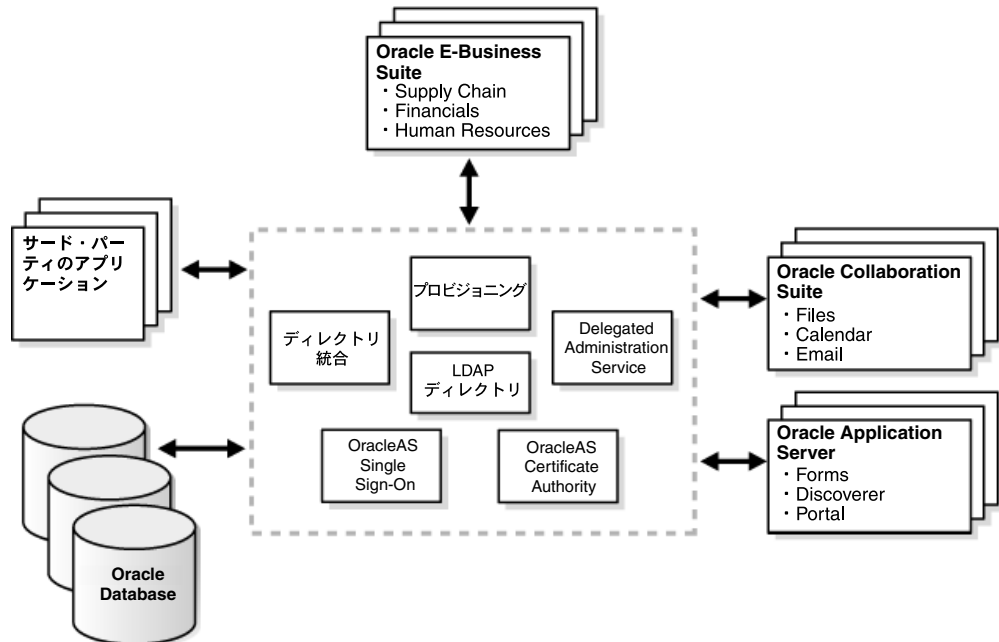 Oracle E-Business
Suite
・Supply Chain
・Financials
・Human Resources
サード・パー
ティのアプリ
ケーション
プロビジョニング
ディレクトリ
統合
Delegated
Administration
Service
LDAP
ディレクトリ
OracleAS
Single
Sign-On
OracleAS
Certificate
Authority
Oracle Collaboration
Suite
・Files
・Calendar
・Email
Oracle Application
Server
・Forms
・Discoverer
・Portal
Oracle
Database